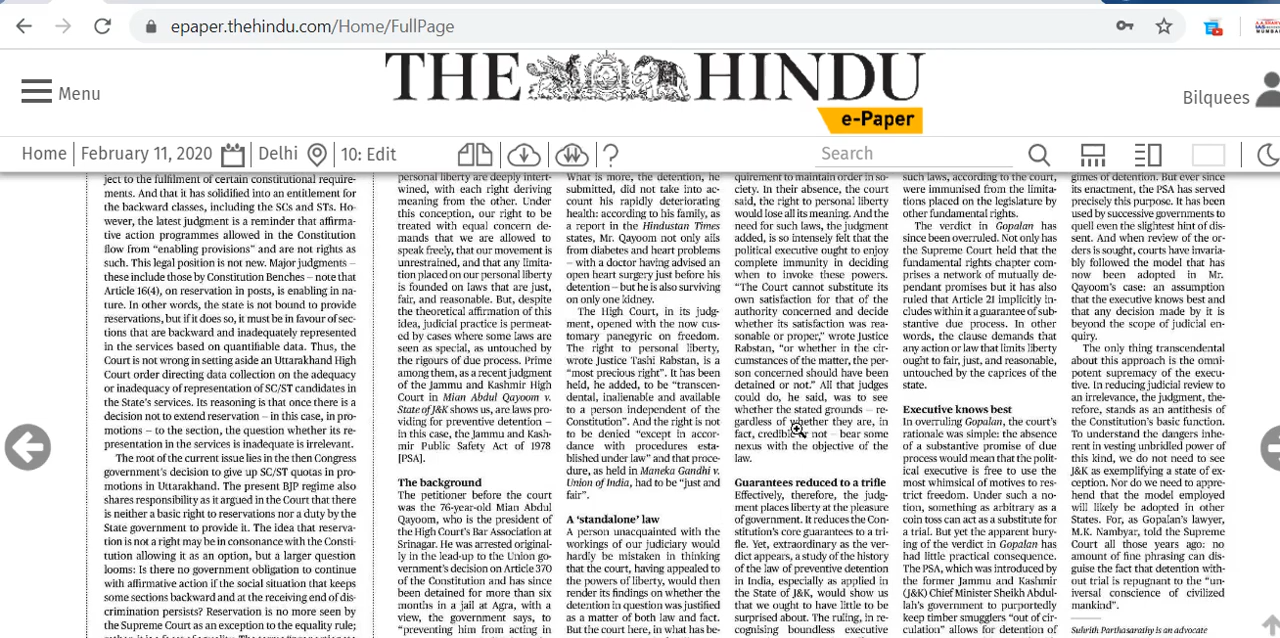 epaper.thehindu.com/Home/FullPage
THE HINDU
e-Paper
Menu
Bilquees
Home
February 11, 2020
Delhi
10: Edit
?
Search
ject to the fulfilment of certain constitutional require-
ments. And that it has solidified into an entitlement for
the backward classes, including the SCs and STs. Ho-
wever, the latest judgment is a reminder that affirma-
tive action programmes allowed in the Constitution
flow from “enabling provisions” and are not rights as
such. This legal position is not new. Major judgments –
these include those by Constitution Benches – note that
Article 16(4), on reservation in posts, is enabling in na-
ture. In other words, the state is not bound to provide
reservations, but if it does so, it must be in favour of sec-
tions that are backward and inadequately represented
in the services based on quantifiable data. Thus, the
Court is not wrong in setting aside an Uttarakhand High
Court order directing data collection on the adequacy
or inadequacy of representation of SC/ST candidates in
the State’s services. Its reasoning is that once there is a
decision not to extend reservation – in this case, in pro-
motions – to the section, the question whether its re-
presentation in the services is inadequate is irrelevant.
The root of the current issue lies in the then Congress
government’s decision to give up SC/ST quotas in pro-
motions in Uttarakhand. The present BJP regime also
shares responsibility as it argued in the Court that there
is neither a basic right to reservations nor a duty by the
State government to provide it. The idea that reserva-
tion is not a right may be in consonance with the Consti-
tution allowing it as an option, but a larger question
looms: Is there no government obligation to continue
with affirmative action if the social situation that keeps
some sections backward and at the receiving end of dis-
crimination persists? Reservation is no more seen by
the Supreme Court as an exception to the equality rule;
personal liberty are deeply inter-
twined, with each right deriving
meaning from the other. Under
this conception, our right to be
treated with equal concern de-
mands that we are allowed to
speak freely, that our movement is
unrestrained, and that any limita-
tion placed on our personal liberty
is founded on laws that are just,
fair, and reasonable. But, despite
the theoretical affirmation of this
idea, judicial practice is permeat-
ed by cases where some laws are
seen as special, as untouched by
the rigours of due process. Prime
among them, as a recent judgment
of the Jammu and Kashmir High
Court in Mian Abdul Qayoom v.
State of J&K shows us, are laws pro-
viding for preventive detention –
in this case, the Jammu and Kash-
mir Public Safety Act of 1978
[PSA].
The background
The petitioner before the court
was the 76-year-old Mian Abdul
Qayoom, who is the president of
the High Court’s Bar Association at
Srinagar. He was arrested original-
ly in the lead-up to the Union go-
vernment’s decision on Article 370
of the Constitution and has since
been detained for more than six
months in a jail at Agra, with a
view, the government says, to
“preventing him from acting in
What is more, the detention, he
submitted, did not take into ac-
count his rapidly deteriorating
health: according to his family, as
a report in the Hindustan Times
states, Mr. Qayoom not only ails
from diabetes and heart problems
– with a doctor having advised an
open heart surgery just before his
detention – but he is also surviving
on only one kidney.
The High Court, in its judg-
ment, opened with the now cus-
tomary panegyric on freedom.
The right to personal liberty,
wrote Justice Tashi Rabstan, is a
“most precious right”. It has been
held, he added, to be “transcen-
dental, inalienable and available
to a person independent of the
Constitution”. And the right is not
to be denied “except in accor-
dance with procedures esta-
blished under law” and that proce-
dure, as held in Maneka Gandhi v.
Union of India, had to be “just and
fair”.
A ‘standalone’ law
A person unacquainted with the
workings of our judiciary would
hardly be mistaken in thinking
that the court, having appealed to
the powers of liberty, would then
render its findings on whether the
detention in question was justified
as a matter of both law and fact.
But the court here, in what has be-
quirement to maintain order in so-
ciety. In their absence, the court
said, the right to personal liberty
would lose all its meaning. And the
need for such laws, the judgment
added, is so intensely felt that the
political executive ought to enjoy
complete immunity in deciding
when to invoke these powers.
“The Court cannot substitute its
own satisfaction for that of the
authority concerned and decide
whether its satisfaction was rea-
sonable or proper,” wrote Justice
Rabstan, “or whether in the cir-
cumstances of the matter, the per-
son concerned should have been
detained or not.” All that judges
could do, he said, was to see
whether the stated grounds – re-
gardless of whether they are, in
fact, credible not – bear some
nexus with the objective of the
law.
Guarantees reduced to a trifle
Effectively, therefore, the judg-
ment places liberty at the pleasure
of government. It reduces the Con-
stitution’s core guarantees to a tri-
fle. Yet, extraordinary as the ver-
dict appears, a study of the history
of the law of preventive detention
in India, especially as applied in
the State of J&K, would show us
that we ought to have little to be
surprised about. The ruling, in re-
cognising boundless executive
such laws, according to the court,
were immunised from the limita-
tions placed on the legislature by
other fundamental rights.
The verdict in Gopalan has
since been overruled. Not only has
the Supreme Court held that the
fundamental rights chapter com-
prises a network of mutually de-
pendant promises but it has also
ruled that Article 21 implicitly in-
cludes within it a guarantee of sub-
stantive due process. In other
words, the clause demands that
any action or law that limits liberty
ought to fair, just, and reasonable,
untouched by the caprices of the
state.
Executive knows best
In overruling Gopalan, the court’s
rationale was simple: the absence
of a substantive promise of due
process would mean that the polit-
ical executive is free to use the
most whimsical of motives to res-
trict freedom. Under such a no-
tion, something as arbitrary as a
coin toss can act as a substitute for
a trial. But yet the apparent bury-
ing of the verdict in Gopalan has
had little practical consequence.
The PSA, which was introduced by
the former Jammu and Kashmir
(J&K) Chief Minister Sheikh Abdul-
lah’s government to purportedly
keep timber smugglers “out of cir-
culation” allows for detention of
gimes of detention. But ever since
its enactment, the PSA has served
precisely this purpose. It has been
used by successive governments to
quell even the slightest hint of dis-
sent. And when review of the or-
ders is sought, courts have invaria-
bly followed the model that has
now been adopted in Mr.
Qayoom’s case: an assumption
that the executive knows best and
that any decision made by it is
beyond the scope of judicial en-
quiry.
The only thing transcendental
about this approach is the omni-
potent supremacy of the execu-
tive. In reducing judicial review to
an irrelevance, the judgment, the-
refore, stands as an antithesis of
the Constitution’s basic function.
To understand the dangers inher-
ent in vesting unbridled power of
this kind, we do not need to see
J&K as exemplifying a state of ex-
ception. Nor do we need to appre-
hend that the model employed
will likely be adopted in other
States. For, as Gopalan’s lawyer,
M.K. Nambyar, told the Supreme
Court all those years ago: no
amount of fine phrasing can dis-
guise the fact that detention with-
out trial is repugnant to the “un-
iversal conscience of civilized
mankind”.
Suhrith Parthasarathy is an advocate